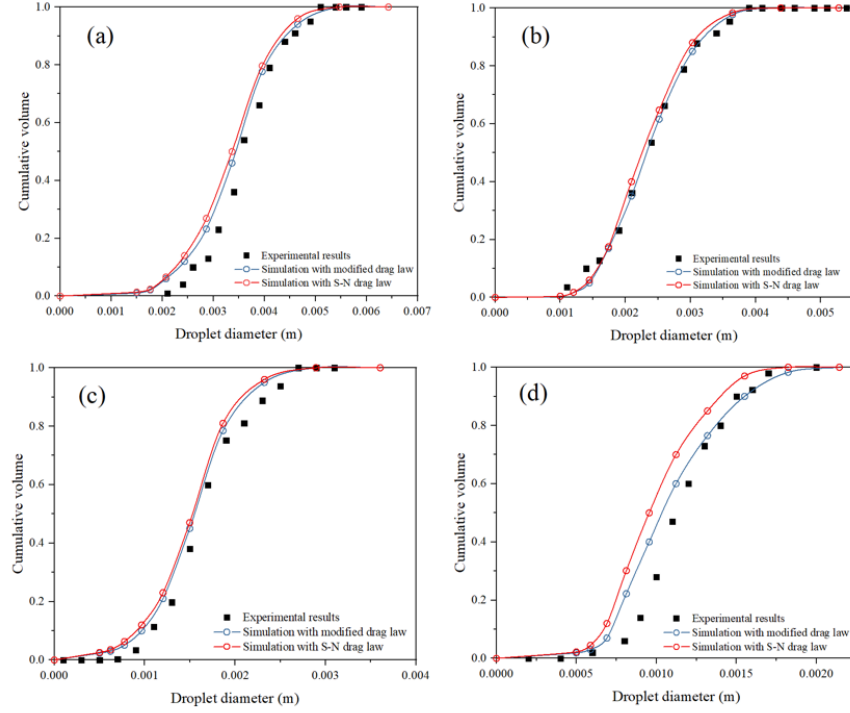 (a)
Cumulative volume
1.0
0.8
0.6
0.4
0.2
0.0
Experimental results
Simulation with modified drag law
Simulation with S-N drag law
0.000 0.001 0.002 0.003 0.004 0.005 0.006 0.007
Droplet diameter (m)
(b)
Cumulative volume
1.0
0.8
0.6
0.4
0.2
0.0
Experimental results
Simulation with modified drag law
Simulation with S-N drag law
0.000 0.001 0.002 0.003 0.004 0.005
Droplet diameter (m)
(c)
Cumulative volume
1.0
0.8
0.6
0.4
0.2
0.0
Experimental results
Simulation with modified drag law
Simulation with S-N drag law
0.000 0.001 0.002 0.003 0.004
Droplet diameter (m)
(d)
Cumulative volume
1.0
0.8
0.6
0.4
0.2
0.0
Experimental results
Simulation with modified drag law
Simulation with S-N drag law
0.0000 0.0005 0.0010 0.0015 0.0020
Droplet diameter (m)